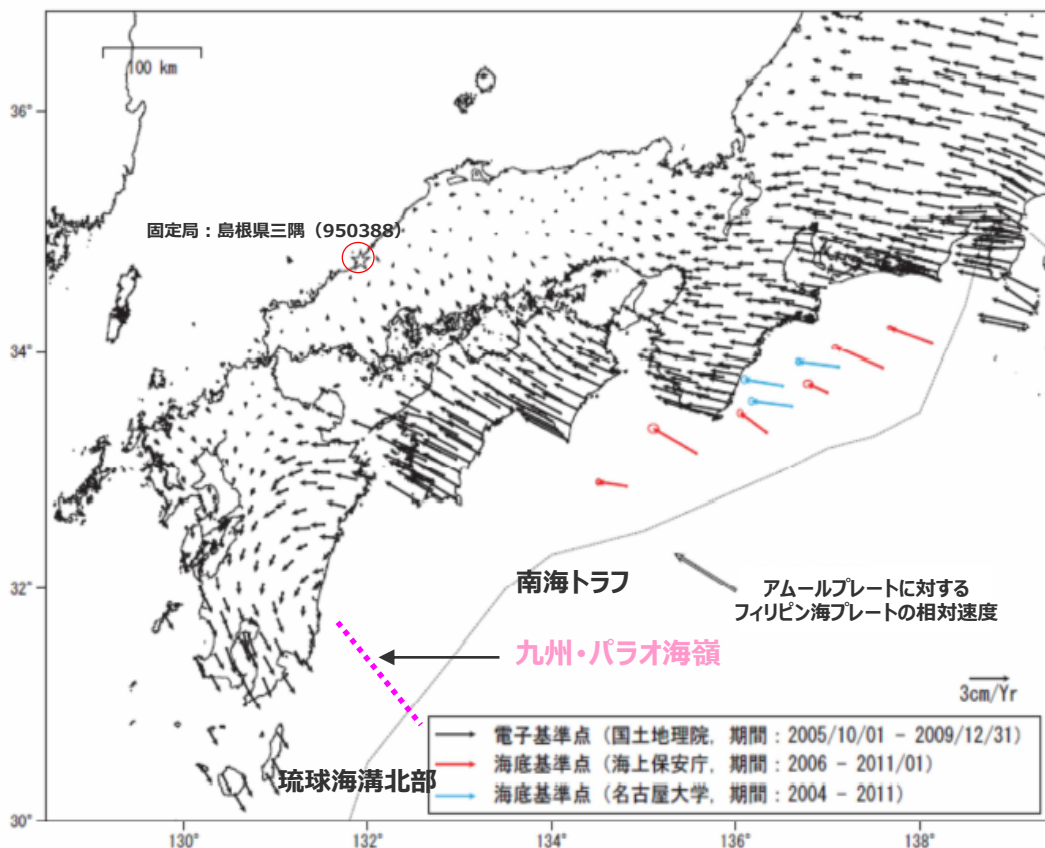 100 km
36°
固定局：島根県三隅（950388）
34°
32°
南海トラフ
アムールプレートに対する
フィリピン海プレートの相対速度
九州・パラオ海嶺
3cm/Yr
電子基準点（国土地理院, 期間：2005/10/01 - 2009/12/31）
海底基準点（海上保安庁, 期間：2006 - 2011/01）
海底基準点（名古屋大学, 期間：2004 - 2011）
琉球海溝北部
30°
130°
132°
134°
136°
138°